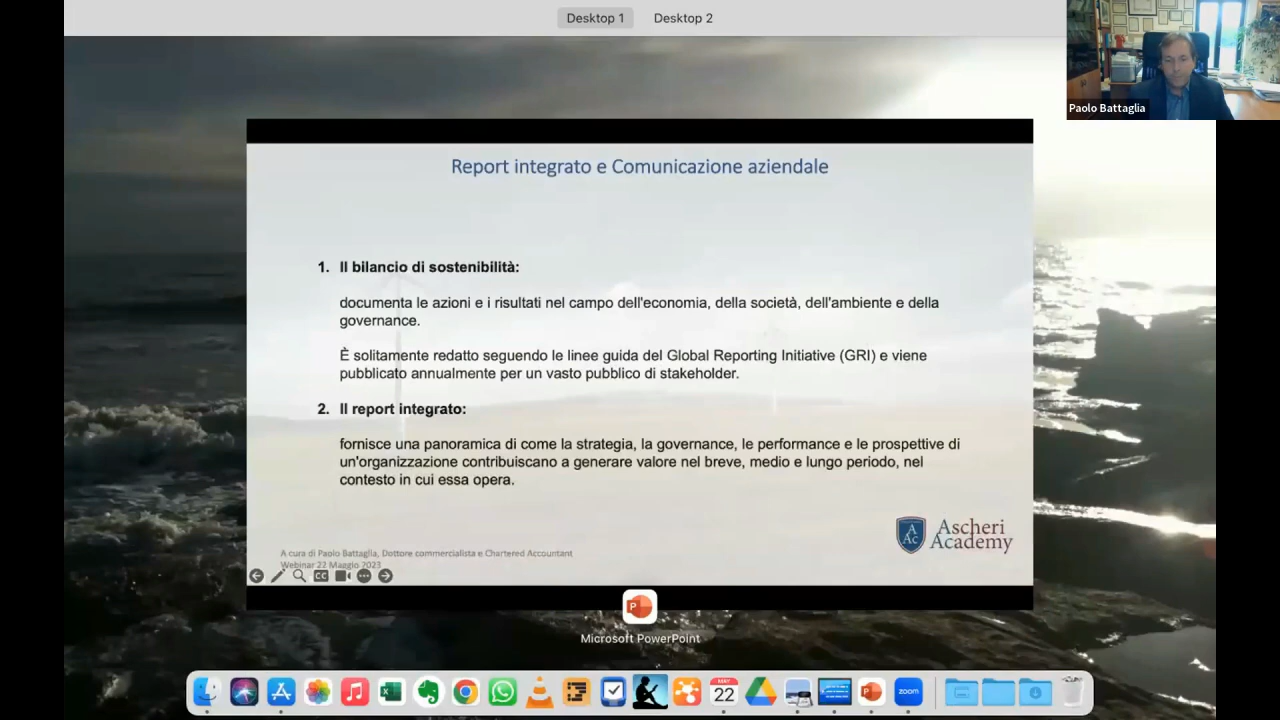 Desktop 1
Desktop 2
Paolo Battaglia
Report integrato e Comunicazione aziendale
1. Il bilancio di sostenibilità:
documenta le azioni e i risultati nel campo dell'economia, della società, dell'ambiente e della
governance.
È solitamente redatto seguendo le linee guida del Global Reporting Initiative (GRI) e viene
pubblicato annualmente per un vasto pubblico di stakeholder.
2. Il report integrato:
fornisce una panoramica di come la strategia, la governance, le performance e le prospettive di
un'organizzazione contribuiscano a generare valore nel breve, medio e lungo periodo, nel
contesto in cui essa opera.
A
Ac
Ascheri
Academy
A cura di Paolo Battaglia, Dottore commercialista e Chartered Accountant
Webinar 22 Maggio 2023
CC
P
Microsoft PowerPoint
MAY
22
zoom